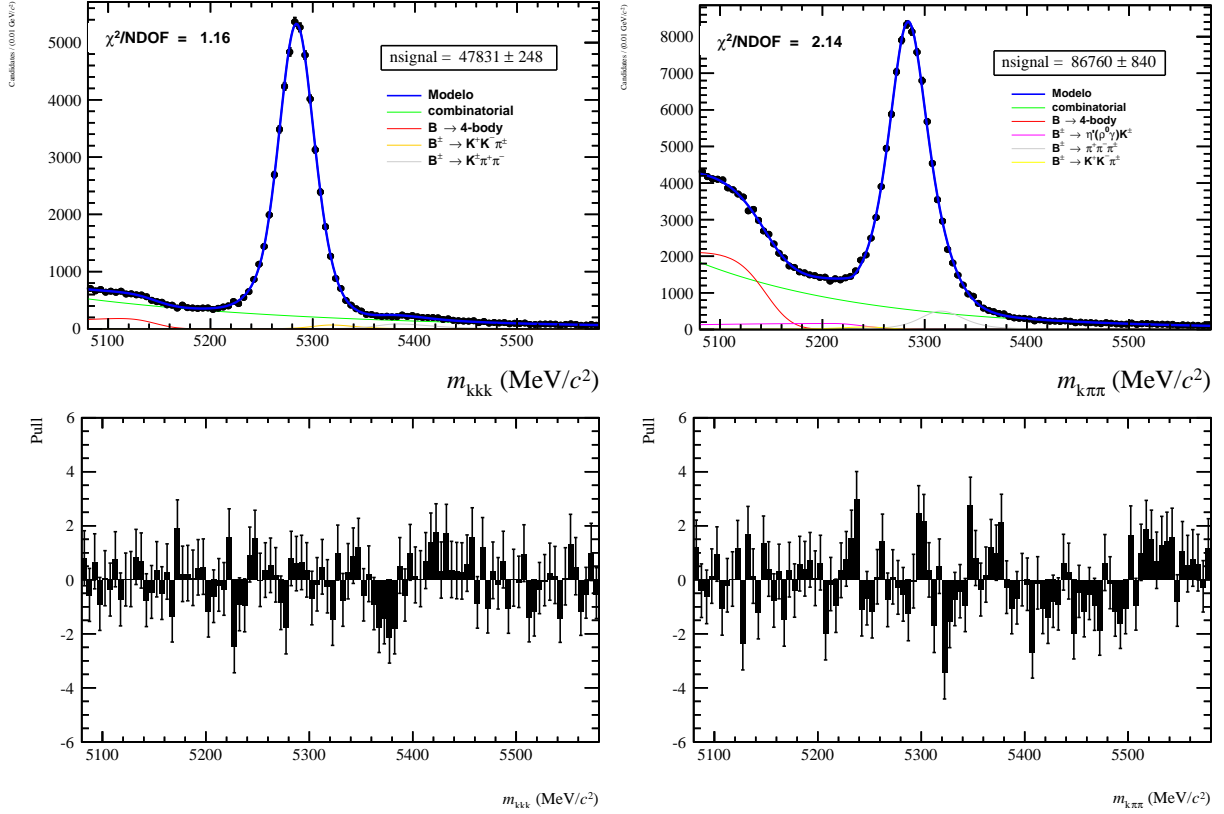 Candidates / (0.01 GeV/c²)
χ²/NDOF = 1.16
nsignal = 47831 ± 248
Modelo
combinatorial
B → 4-body
B± → K⁺K⁻π±
B± → K±π⁺π⁻
5000
4000
3000
2000
1000
0
5100 5200 5300 5400 5500
m_kkk (MeV/c²)
Candidates / (0.01 GeV/c²)
χ²/NDOF = 2.14
nsignal = 86760 ± 840
Modelo
combinatorial
B → 4-body
B± → η'(ρ⁰γ)K±
B± → π⁺π⁻π±
B± → K⁺K⁻π±
8000
7000
6000
5000
4000
3000
2000
1000
0
5100 5200 5300 5400 5500
m_kππ (MeV/c²)
Pull
6
4
2
0
-2
-4
-6
5100 5200 5300 5400 5500
m_kkk (MeV/c²)
Pull
6
4
2
0
-2
-4
-6
5100 5200 5300 5400 5500
m_kππ (MeV/c²)